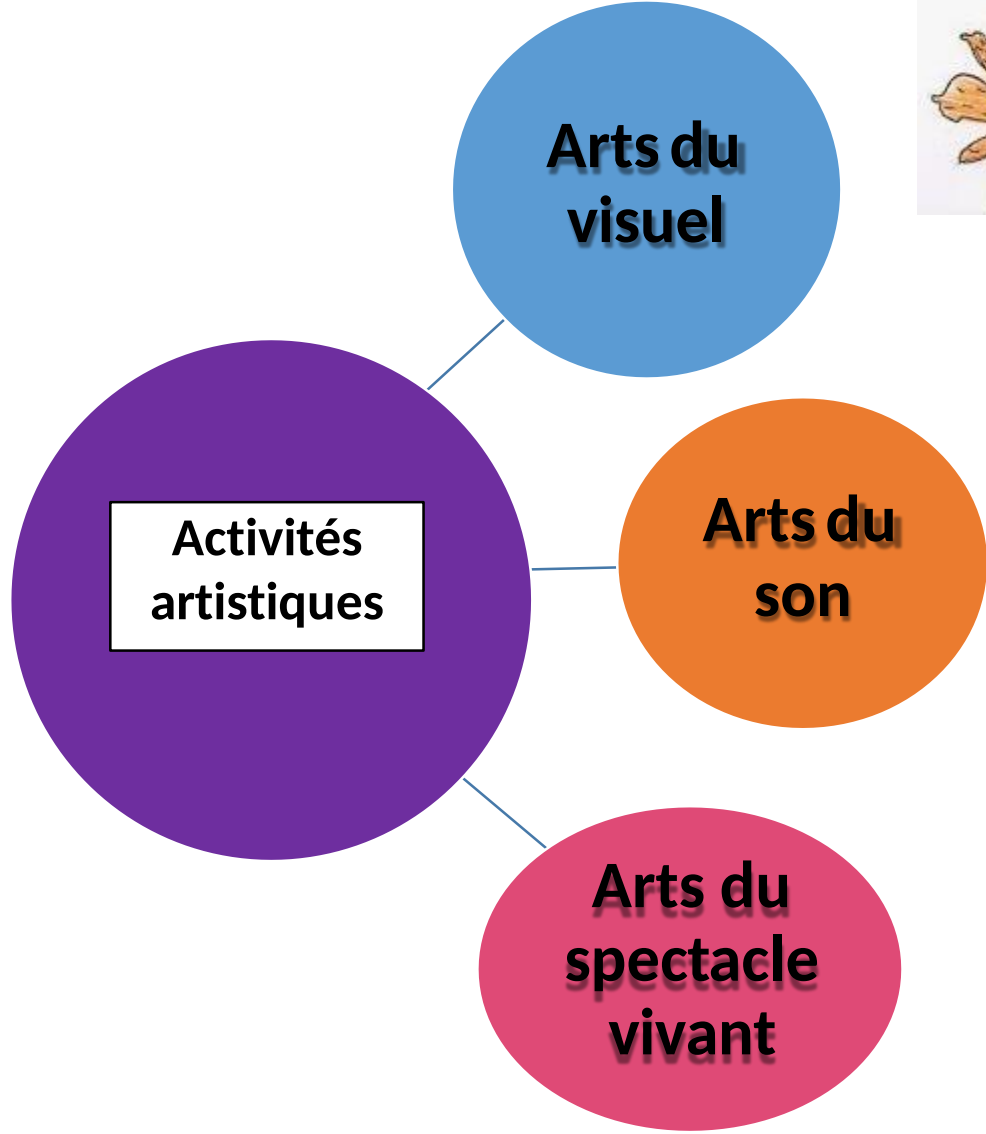 Arts du
visuel
Activités
artistiques
Arts du
son
Arts du
spectacle
vivant